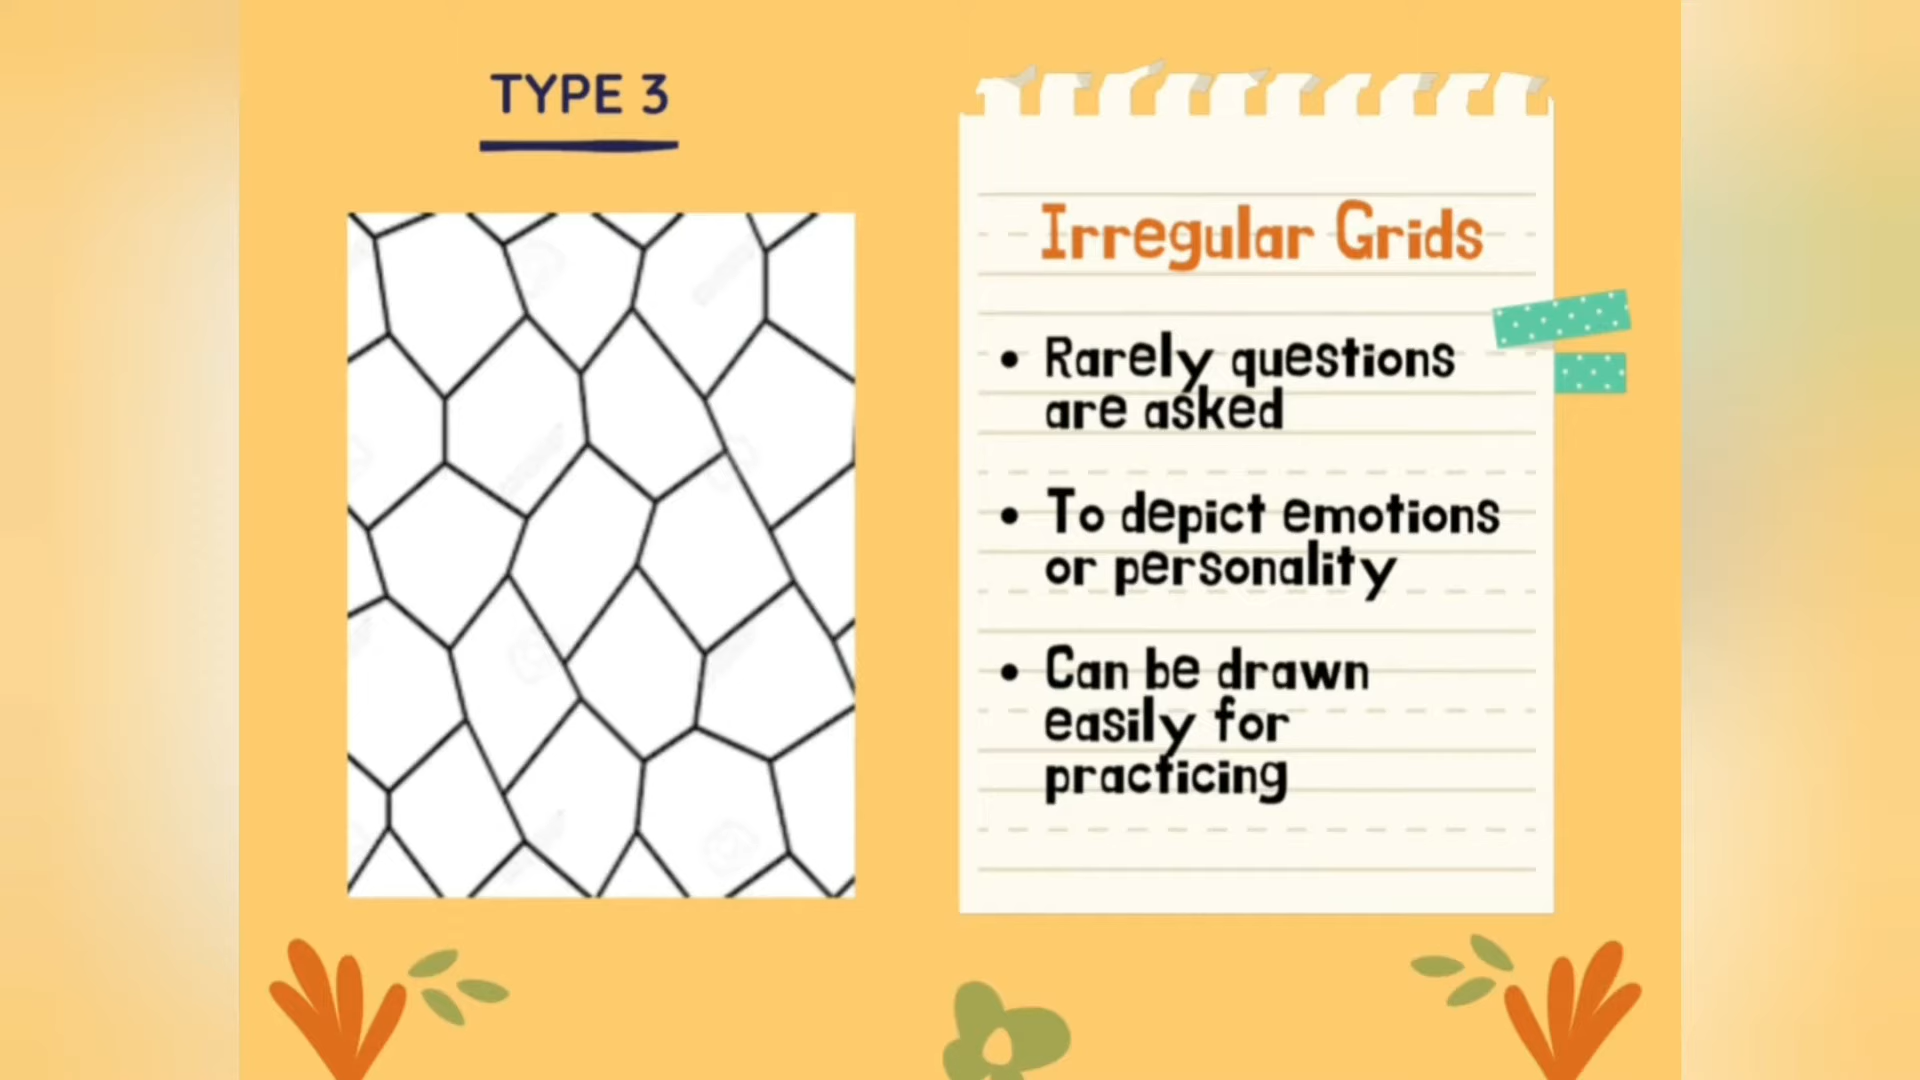 TYPE 3
Irregular Grids
• Rarely questions
are asked
• To depict emotions
or personality
• Can be drawn
easily for
practicing